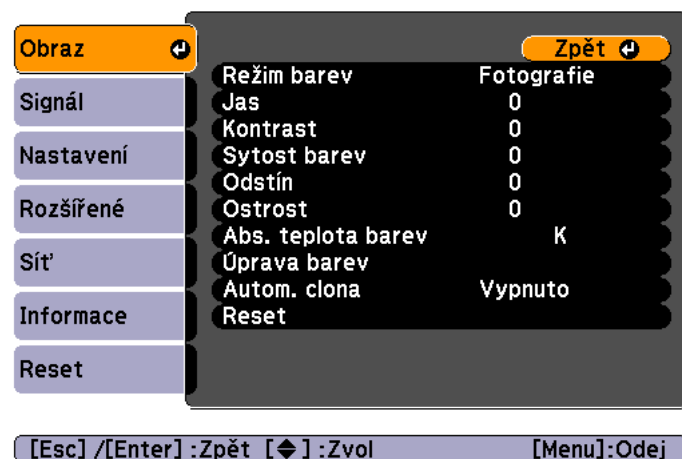 Obraz
Signál
Nastavení
Rozšířené
Síť
Informace
Reset
Zpět
Režim barev Fotografie
Jas 0
Kontrast 0
Sytost barev 0
Odstín 0
Ostrost 0
Abs. teplota barev K
Úprava barev
Autom. clona Vypnuto
Reset
[Esc] /[Enter] :Zpět [◆] :Zvol [Menu]:Odej